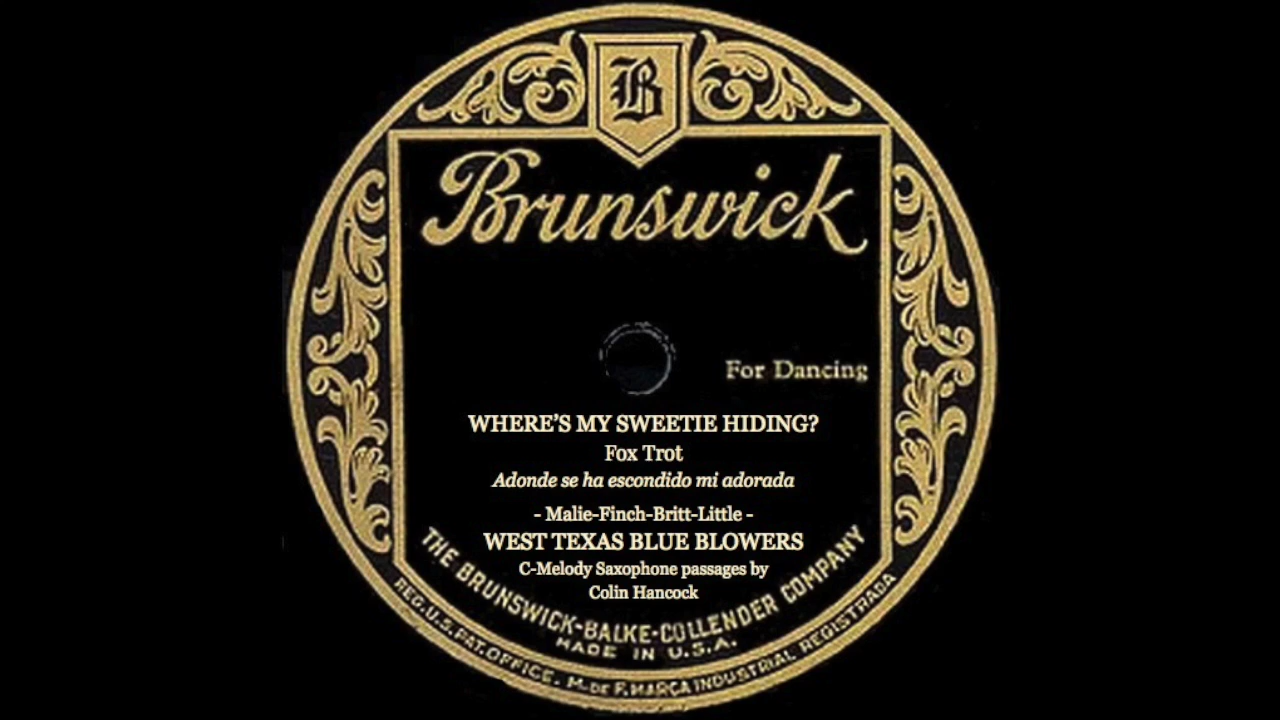 B
Brunswick
For Dancing
WHERE'S MY SWEETIE HIDING?
Fox Trot
Adonde se ha escondido mi adorada
- Malie-Finch-Britt-Little -
WEST TEXAS BLUE BLOWERS
C-Melody Saxophone passages by
Colin Hancock
THE BRUNSWICK-BALKE-COLLENDER COMPANY
MADE IN U.S.A.
REG.U.S.PAT.OFFICE. M. DE F. MARCA INDUSTRIAL REGISTRADA